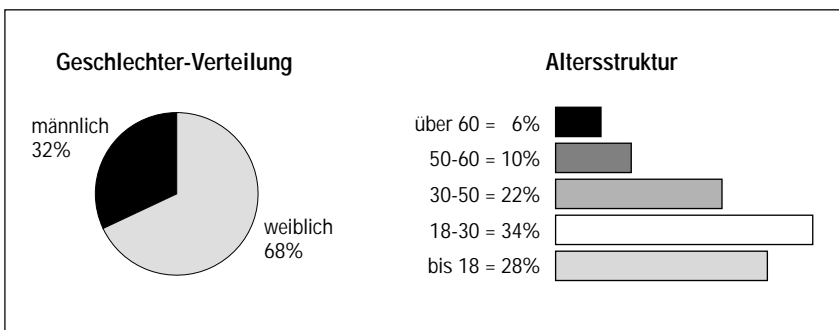 Geschlechter-Verteilung
männlich
32%
weiblich
68%
Altersstruktur
über 60 = 6%
50-60 = 10%
30-50 = 22%
18-30 = 34%
bis 18 = 28%